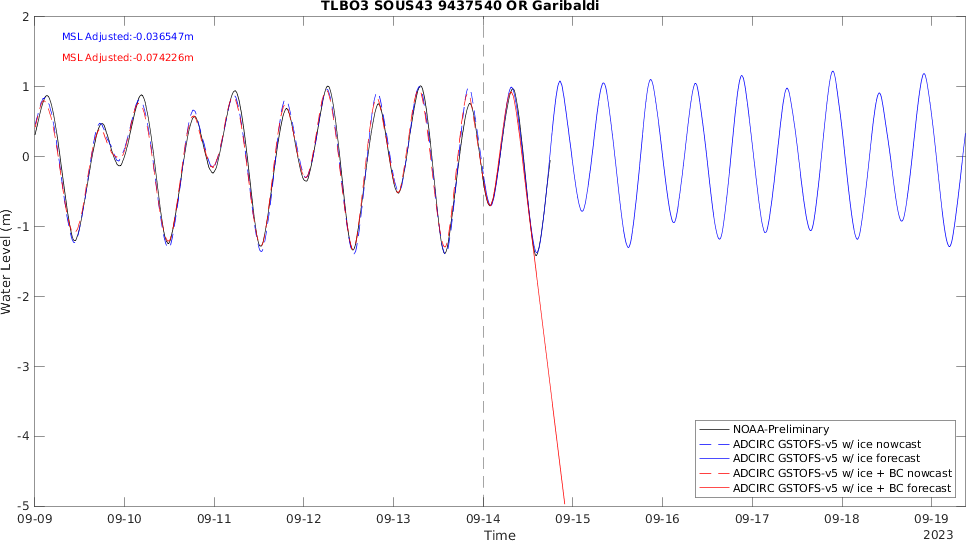 TLBO3 SOUS43 9437540 OR Garibaldi
MSL Adjusted:-0.036547m
MSL Adjusted:-0.074226m
2
1
0
-1
-2
-3
-4
-5
Water Level (m)
NOAA-Preliminary
ADCIRC GSTOFS-v5 w/ ice nowcast
ADCIRC GSTOFS-v5 w/ ice forecast
ADCIRC GSTOFS-v5 w/ ice + BC nowcast
ADCIRC GSTOFS-v5 w/ ice + BC forecast
09-09 09-10 09-11 09-12 09-13 09-14 09-15 09-16 09-17 09-18 09-19
Time
2023